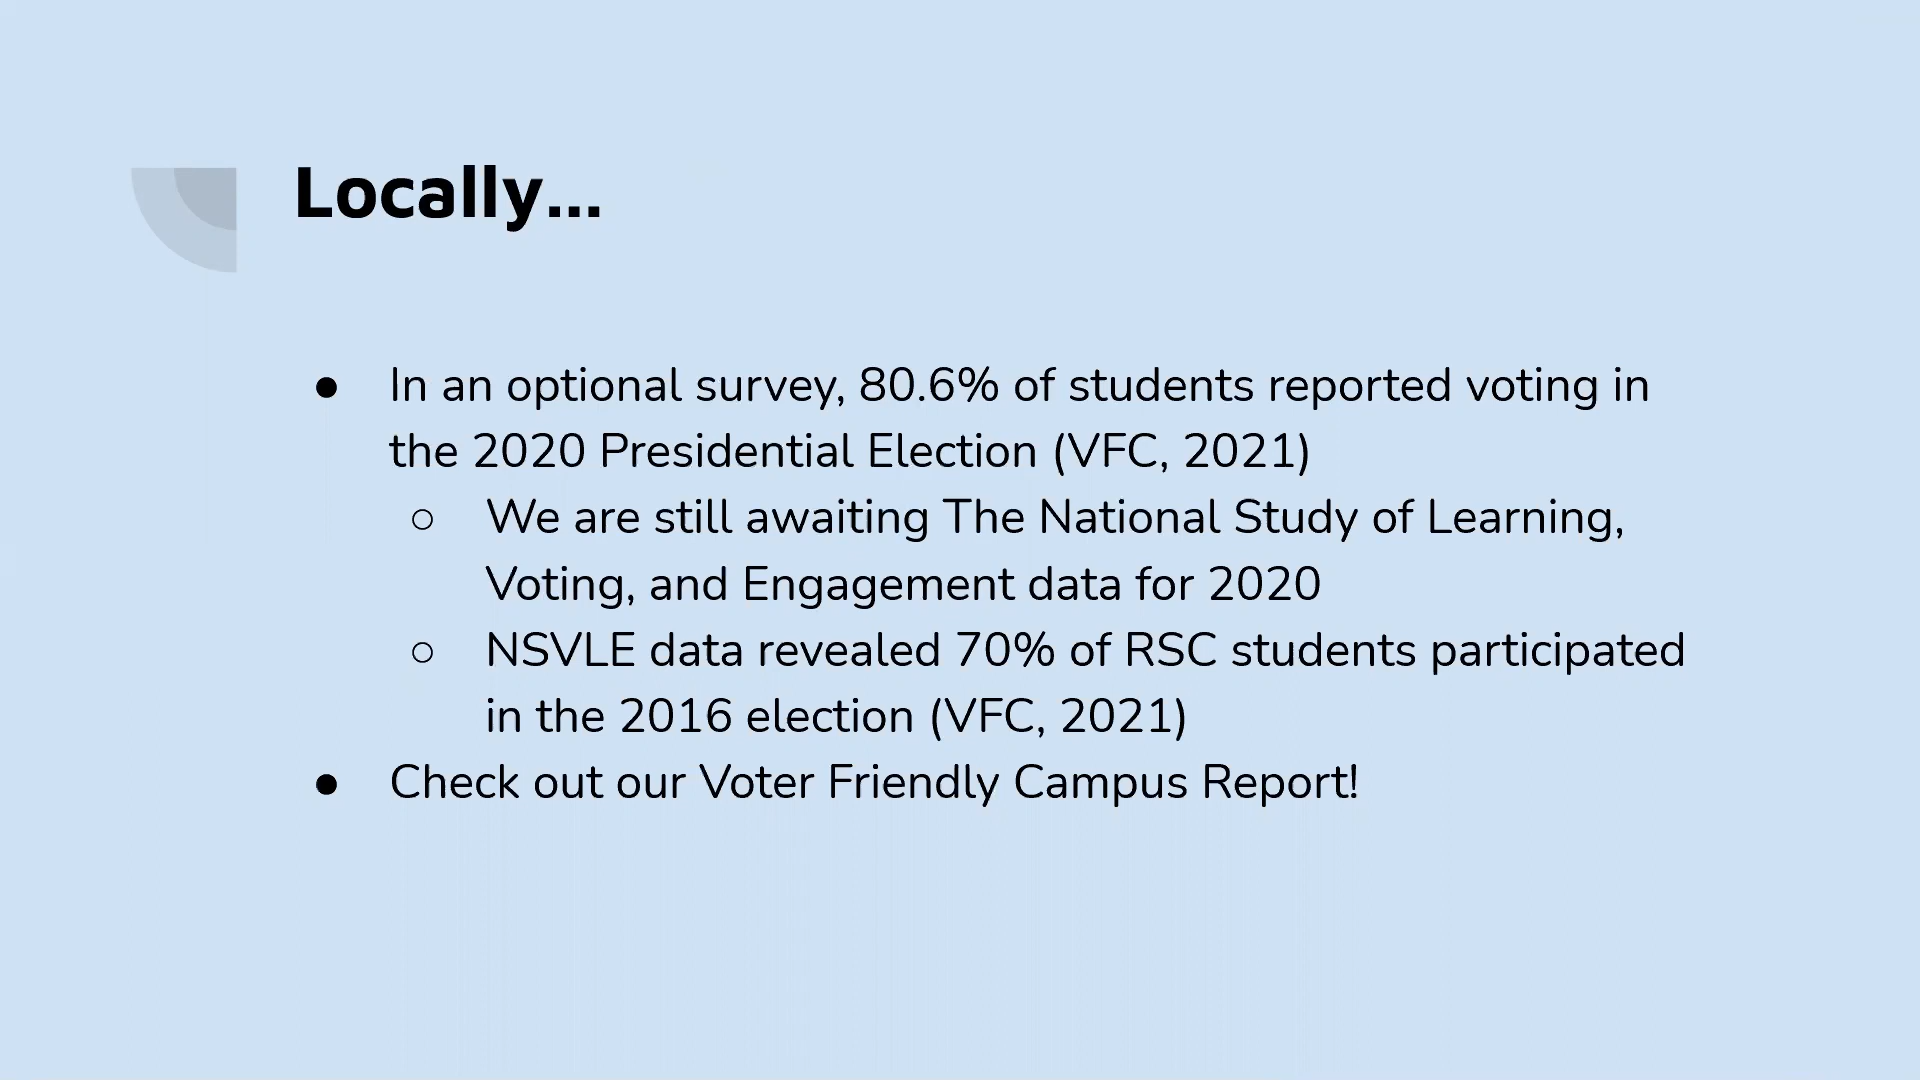 Locally...
● In an optional survey, 80.6% of students reported voting in
the 2020 Presidential Election (VFC, 2021)
○ We are still awaiting The National Study of Learning,
Voting, and Engagement data for 2020
○ NSVLE data revealed 70% of RSC students participated
in the 2016 election (VFC, 2021)
● Check out our Voter Friendly Campus Report!